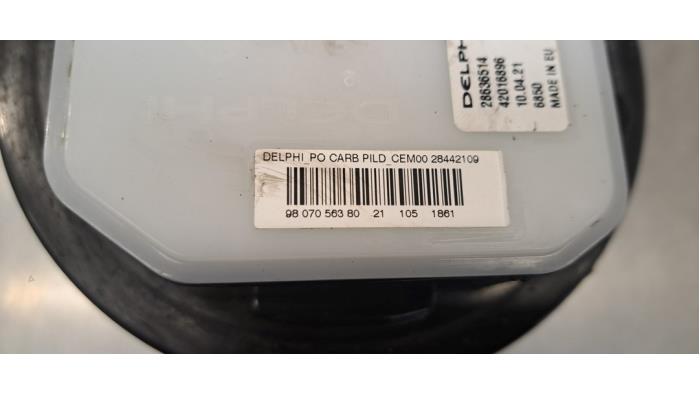 DELPHI
28636514
42016896
10.04.21
6850
MADE IN EU
DELPHI_PO CARB PILD_CEM00 28442109
98 070 563 80 21 105 1861